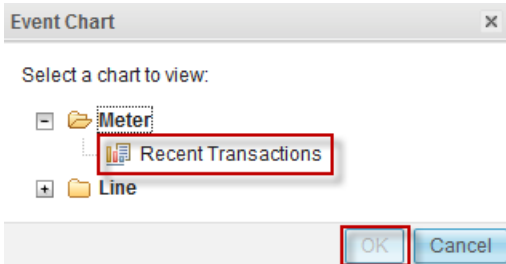 Event Chart
Select a chart to view:
Meter
Recent Transactions
Line
OK Cancel